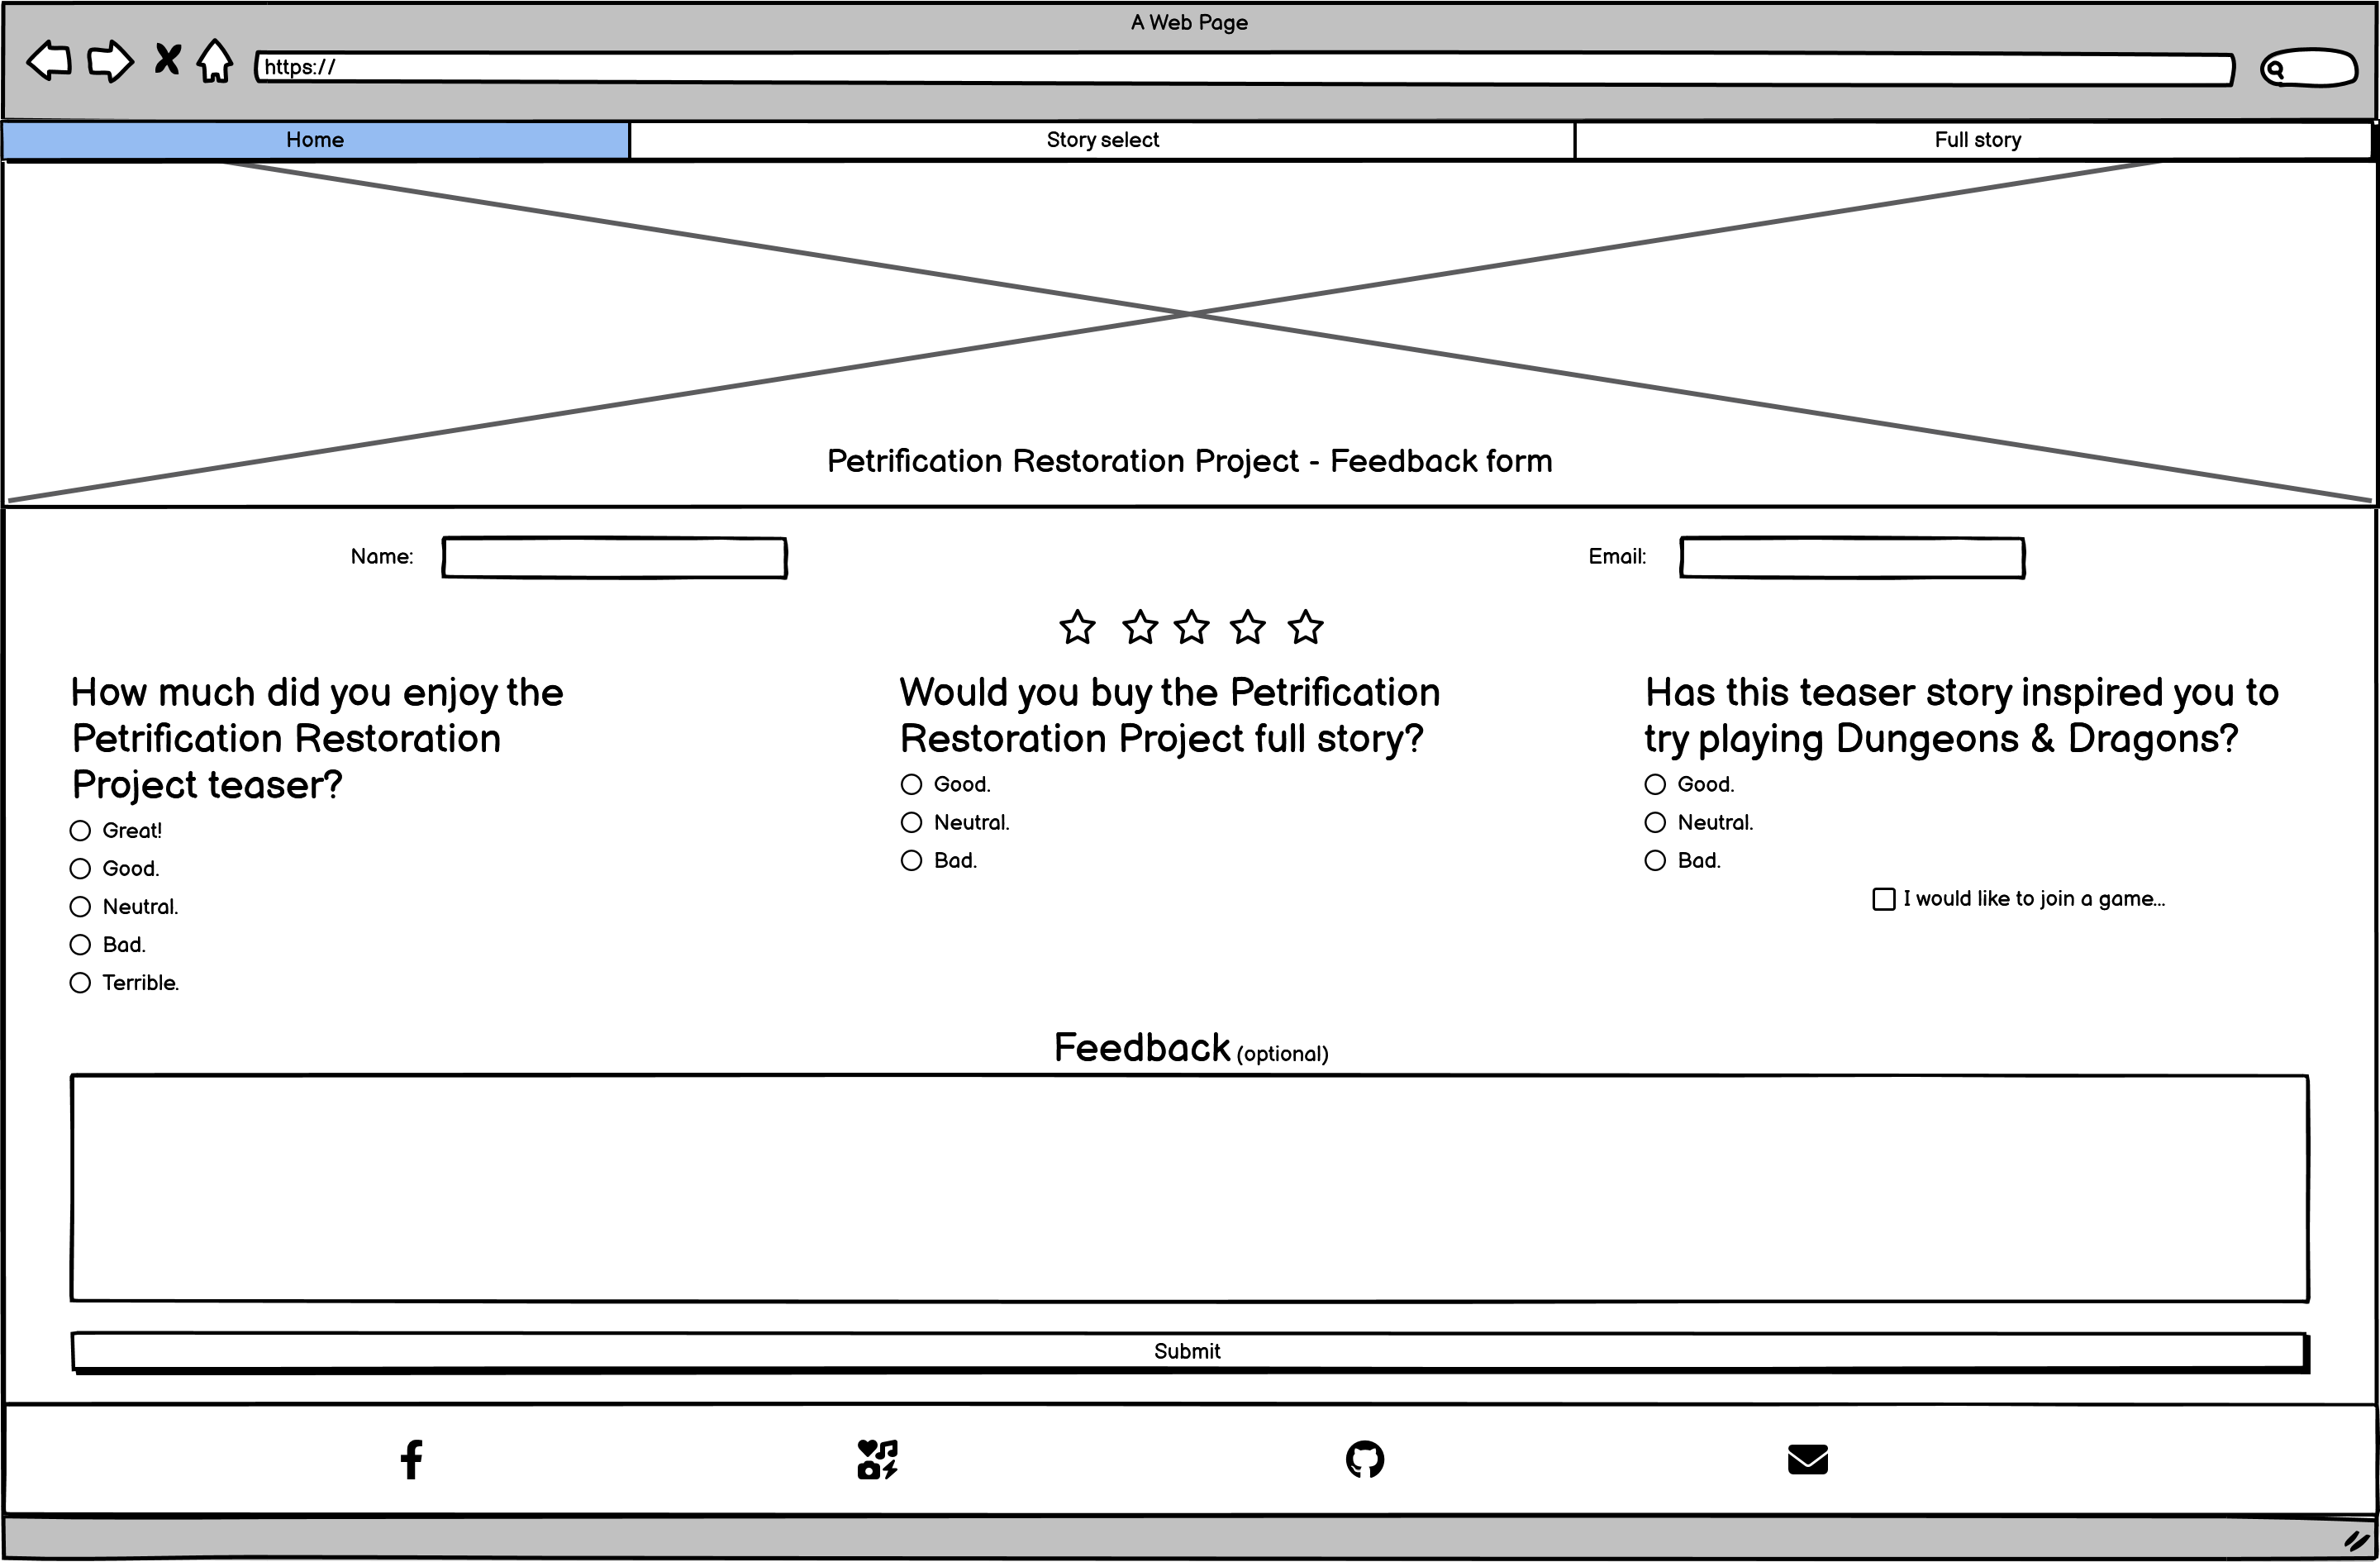 A Web Page
https://
Home
Story select
Full story
Petrification Restoration Project - Feedback form
Name:
Email:
How much did you enjoy the
Petrification Restoration
Project teaser?
Great!
Good.
Neutral.
Bad.
Terrible.
Would you buy the Petrification
Restoration Project full story?
Good.
Neutral.
Bad.
Has this teaser story inspired you to
try playing Dungeons & Dragons?
Good.
Neutral.
Bad.
I would like to join a game...
Feedback (optional)
Submit